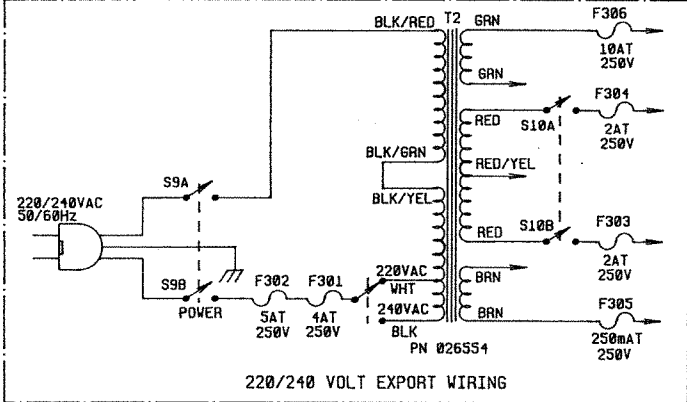 BLK/RED
T2
GRN
F306
10AT
250V
GRN
F304
2AT
250V
S10A
RED
BLK/GRN
RED/YEL
BLK/YEL
S9A
220/240VAC
50/60Hz
S10B
RED
F303
2AT
250V
S9B
POWER
F302
5AT
250V
F301
4AT
250V
220VAC
WHT
240VAC
BLK
BRN
BRN
F305
250mAT
250V
PN 026554
220/240 VOLT EXPORT WIRING